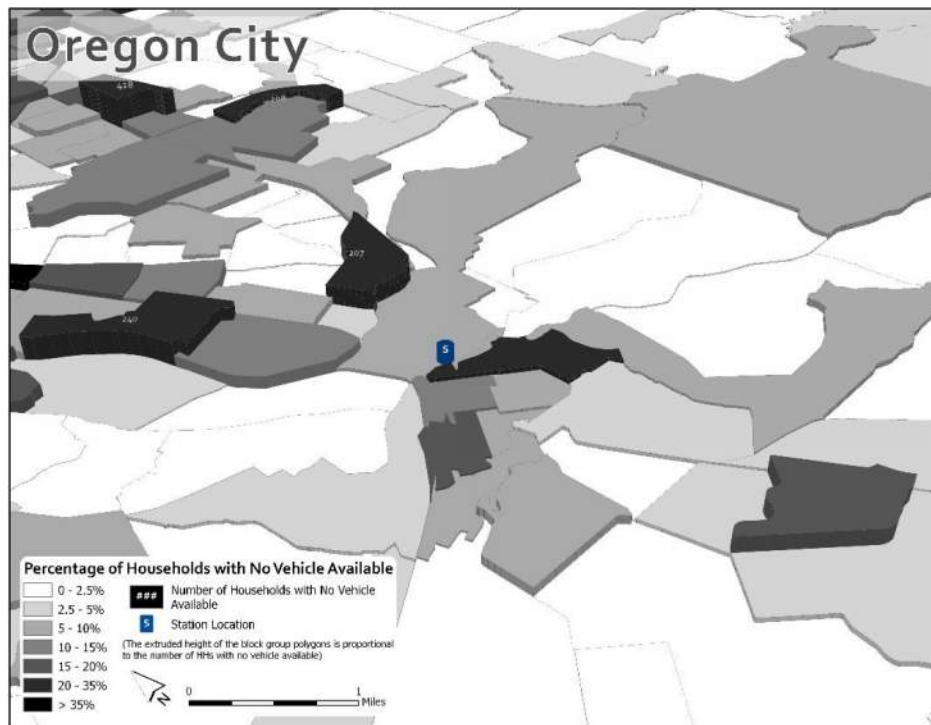 Oregon City
418
168
207
240
S
Percentage of Households with No Vehicle Available
0 - 2.5%
2.5 - 5%
5 - 10%
10 - 15%
15 - 20%
20 - 35%
> 35%
### Number of Households with No Vehicle
Available
S Station Location
(The extruded height of the block group polygons is proportional
to the number of HHs with no vehicle available)
N
0 1
Miles